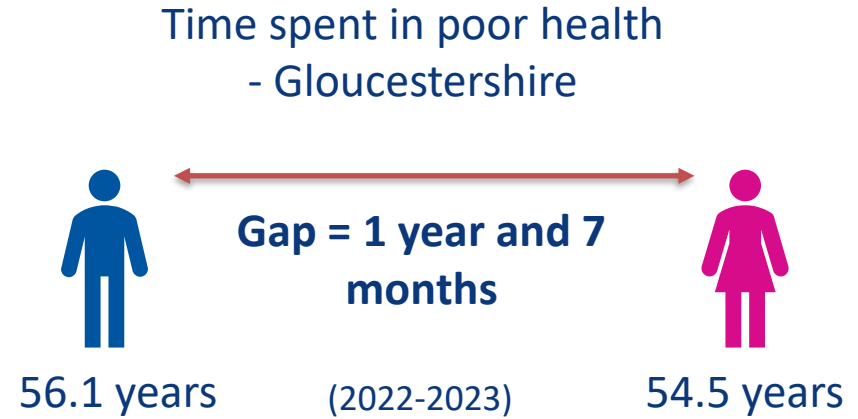 Time spent in poor health
- Gloucestershire
Gap = 1 year and 7
months
56.1 years
(2022-2023)
54.5 years